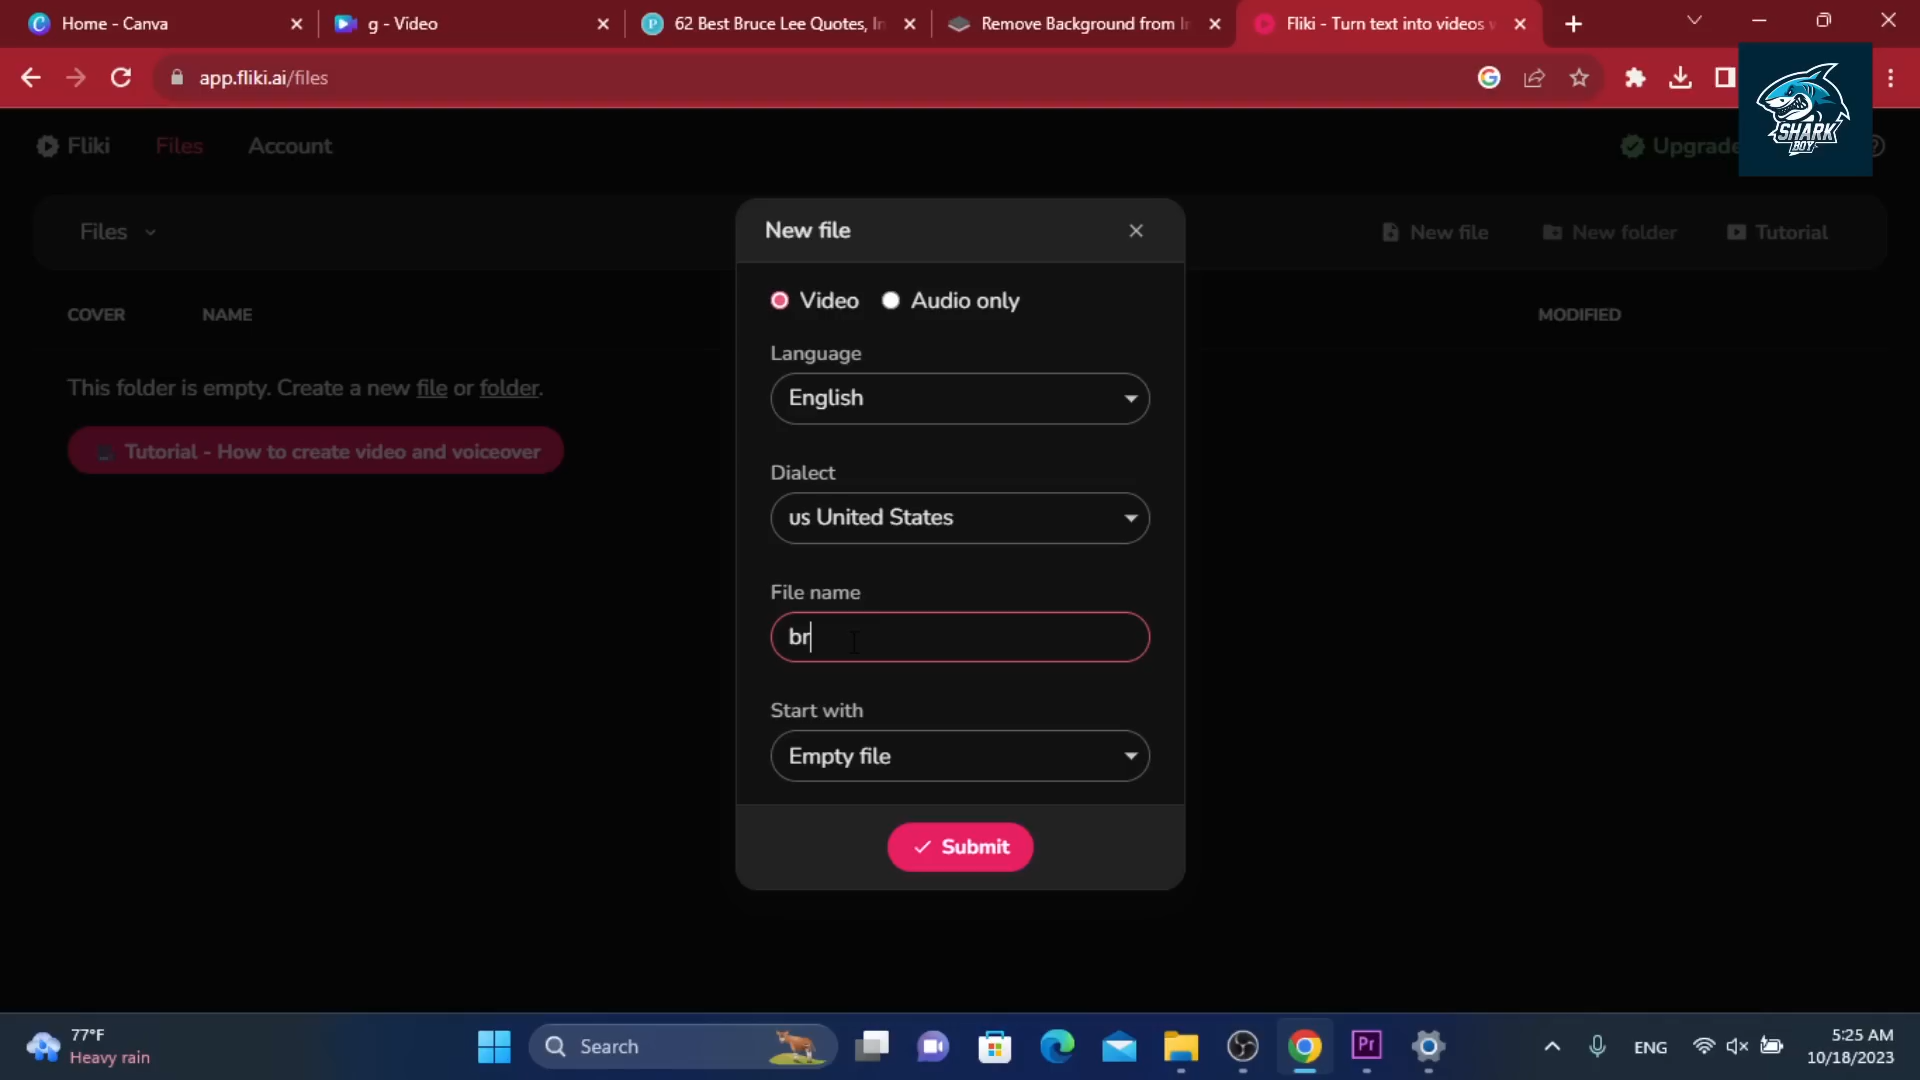 Home - Canva
g - Video
62 Best Bruce Lee Quotes, In
Remove Background from I
Fliki - Turn text into videos
app.fliki.ai/files
SHARK
BOY
Fliki
Files
Account
Upgrade
Files
New file
New folder
Tutorial
COVER
NAME
MODIFIED
This folder is empty. Create a new file or folder.
Tutorial - How to create video and voiceover
New file
Video
Audio only
Language
English
Dialect
us United States
File name
br
Start with
Empty file
Submit
77°F
Heavy rain
Search
Pr
ENG
5:25 AM
10/18/2023